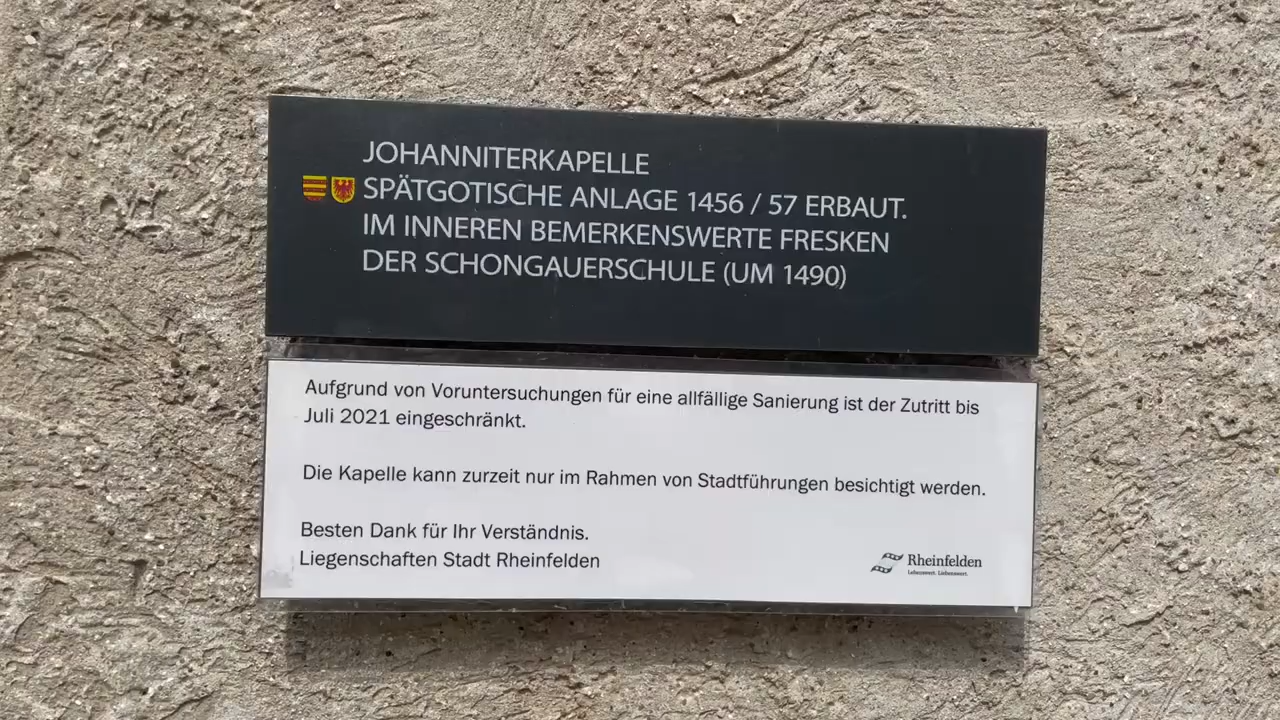 JOHANNITERKAPELLE
SPÄTGOTISCHE ANLAGE 1456 / 57 ERBAUT.
IM INNEREN BEMERKENSWERTE FRESKEN
DER SCHONGAUERSCHULE (UM 1490)
Aufgrund von Voruntersuchungen für eine allfällige Sanierung ist der Zutritt bis
Juli 2021 eingeschränkt.
Die Kapelle kann zurzeit nur im Rahmen von Stadtführungen besichtigt werden.
Besten Dank für Ihr Verständnis.
Liegenschaften Stadt Rheinfelden
Rheinfelden
Lebenswert. Liebenswert.